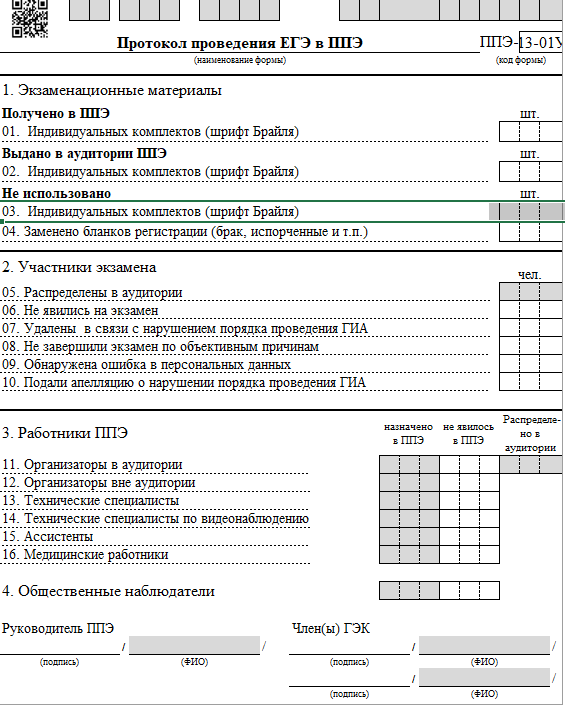 Протокол проведения ЕГЭ в ППЭ
ППЭ-13-01У
(наименование формы)
(код формы)
1. Экзаменационные материалы
Получено в ППЭ
шт.
01. Индивидуальных комплектов (шрифт Брайля)
Выдано в аудитории ППЭ
шт.
02. Индивидуальных комплектов (шрифт Брайля)
Не использовано
шт.
03. Индивидуальных комплектов (шрифт Брайля)
04. Заменено бланков регистрации (брак, испорченные и т.п.)
2. Участники экзамена
чел.
05. Распределены в аудитории
06. Не явились на экзамен
07. Удалены в связи с нарушением порядка проведения ГИА
08. Не завершили экзамен по объективным причинам
09. Обнаружена ошибка в персональных данных
10. Подали апелляцию о нарушении порядка проведения ГИА
3. Работники ППЭ
назначено
в ППЭ
не явилось
в ППЭ
Распределе-
но в
аудитории
11. Организаторы в аудитории
12. Организаторы вне аудитории
13. Технические специалисты
14. Технические специалисты по видеонаблюдению
15. Ассистенты
16. Медицинские работники
4. Общественные наблюдатели
Руководитель ППЭ
Член(ы) ГЭК
/ /
/ /
(подпись) (ФИО)
(подпись) (ФИО)
/ /
(подпись) (ФИО)